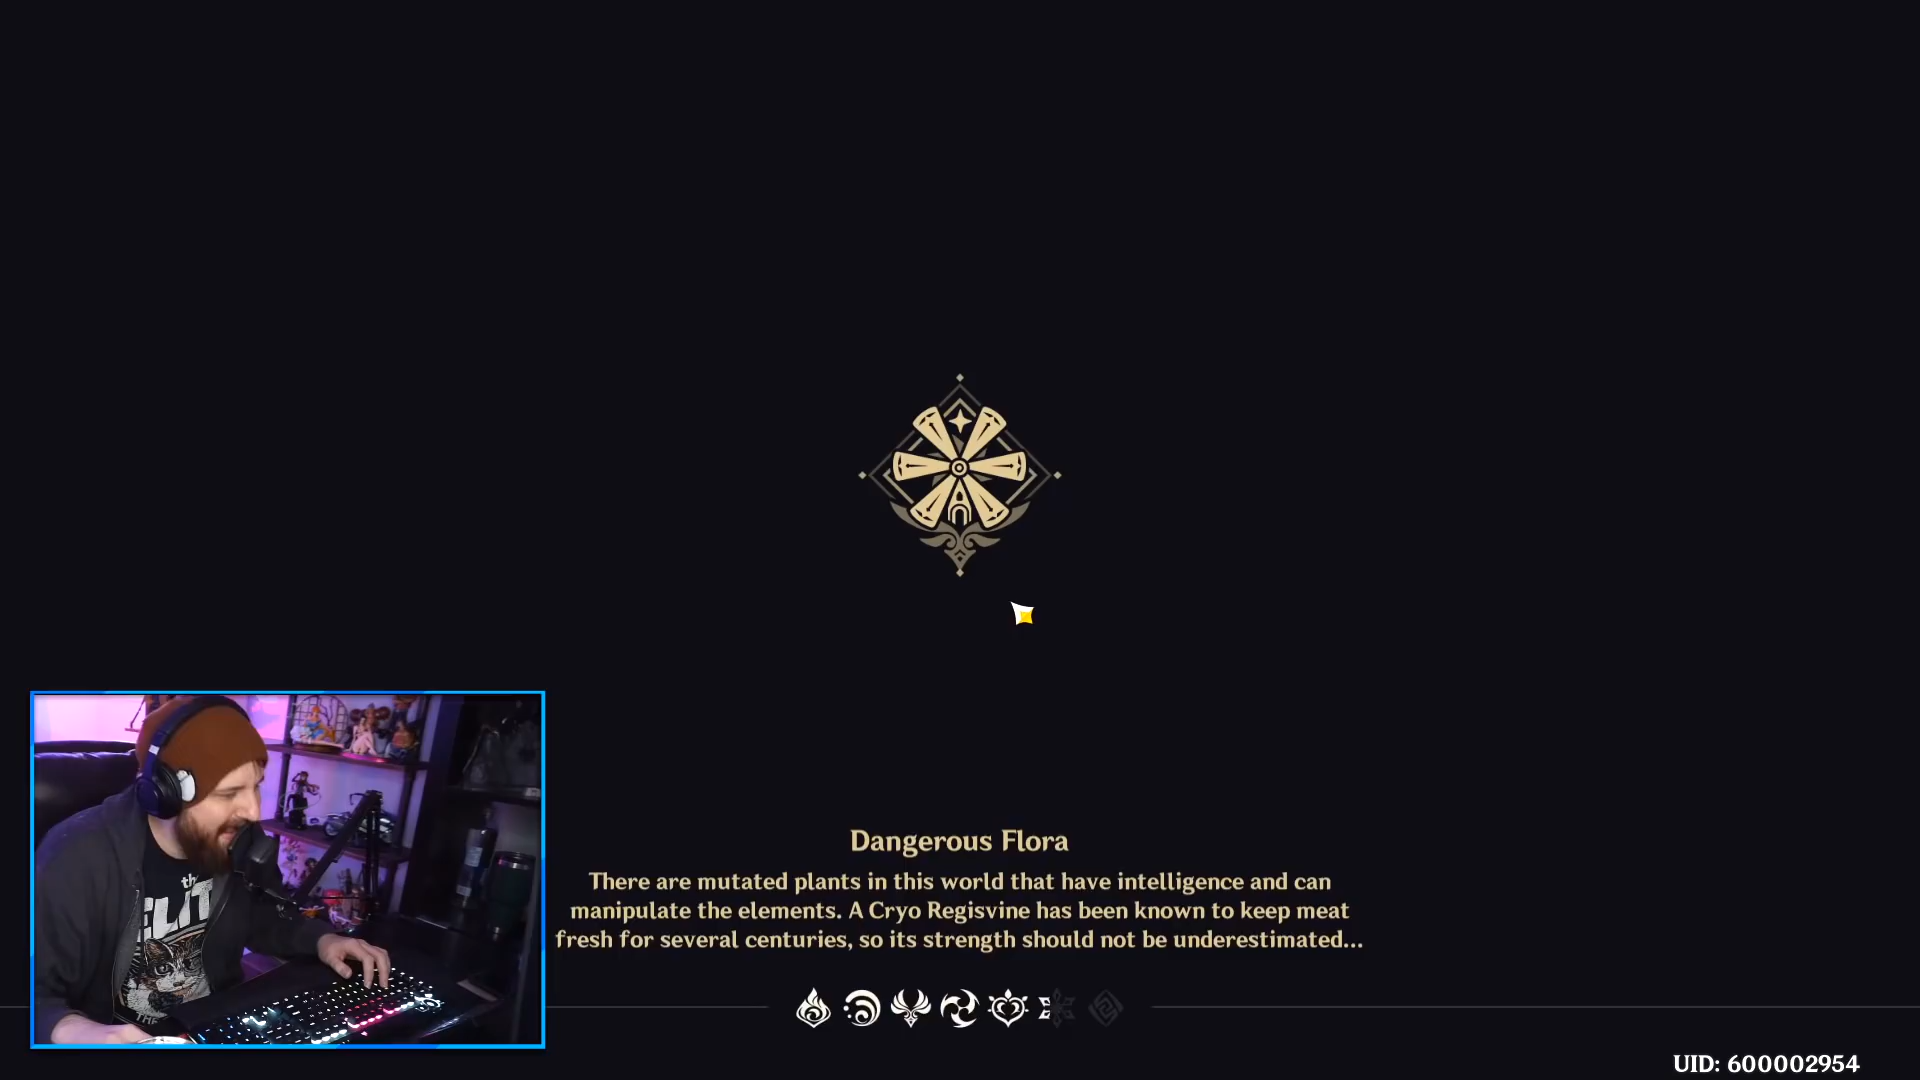 Dangerous Flora
There are mutated plants in this world that have intelligence and can
manipulate the elements. A Cryo Regisvine has been known to keep meat
fresh for several centuries, so its strength should not be underestimated...
the
THE
UID: 600002954